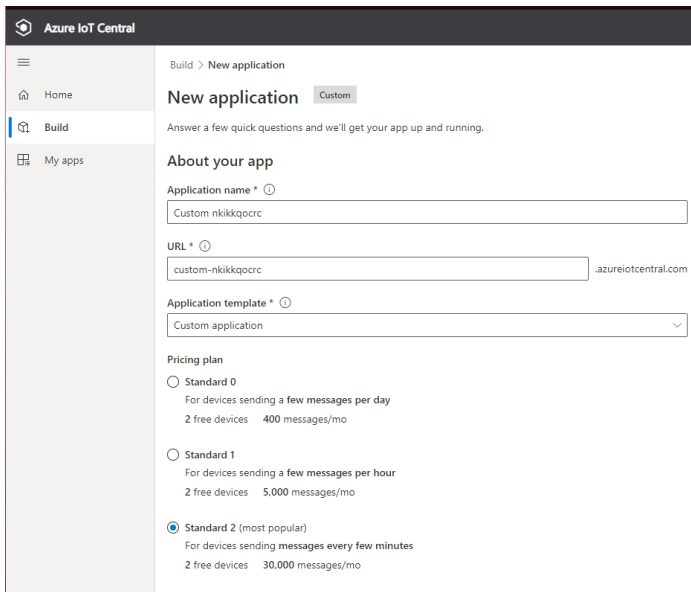 Azure IoT Central
Build > New application
Home
New application Custom
Build
Answer a few quick questions and we'll get your app up and running.
My apps
About your app
Application name *
Custom nkikkqocrc
URL *
custom-nkikkqocrc .azureiotcentral.com
Application template *
Custom application
Pricing plan
Standard 0
For devices sending a few messages per day
2 free devices 400 messages/mo
Standard 1
For devices sending a few messages per hour
2 free devices 5,000 messages/mo
Standard 2 (most popular)
For devices sending messages every few minutes
2 free devices 30,000 messages/mo